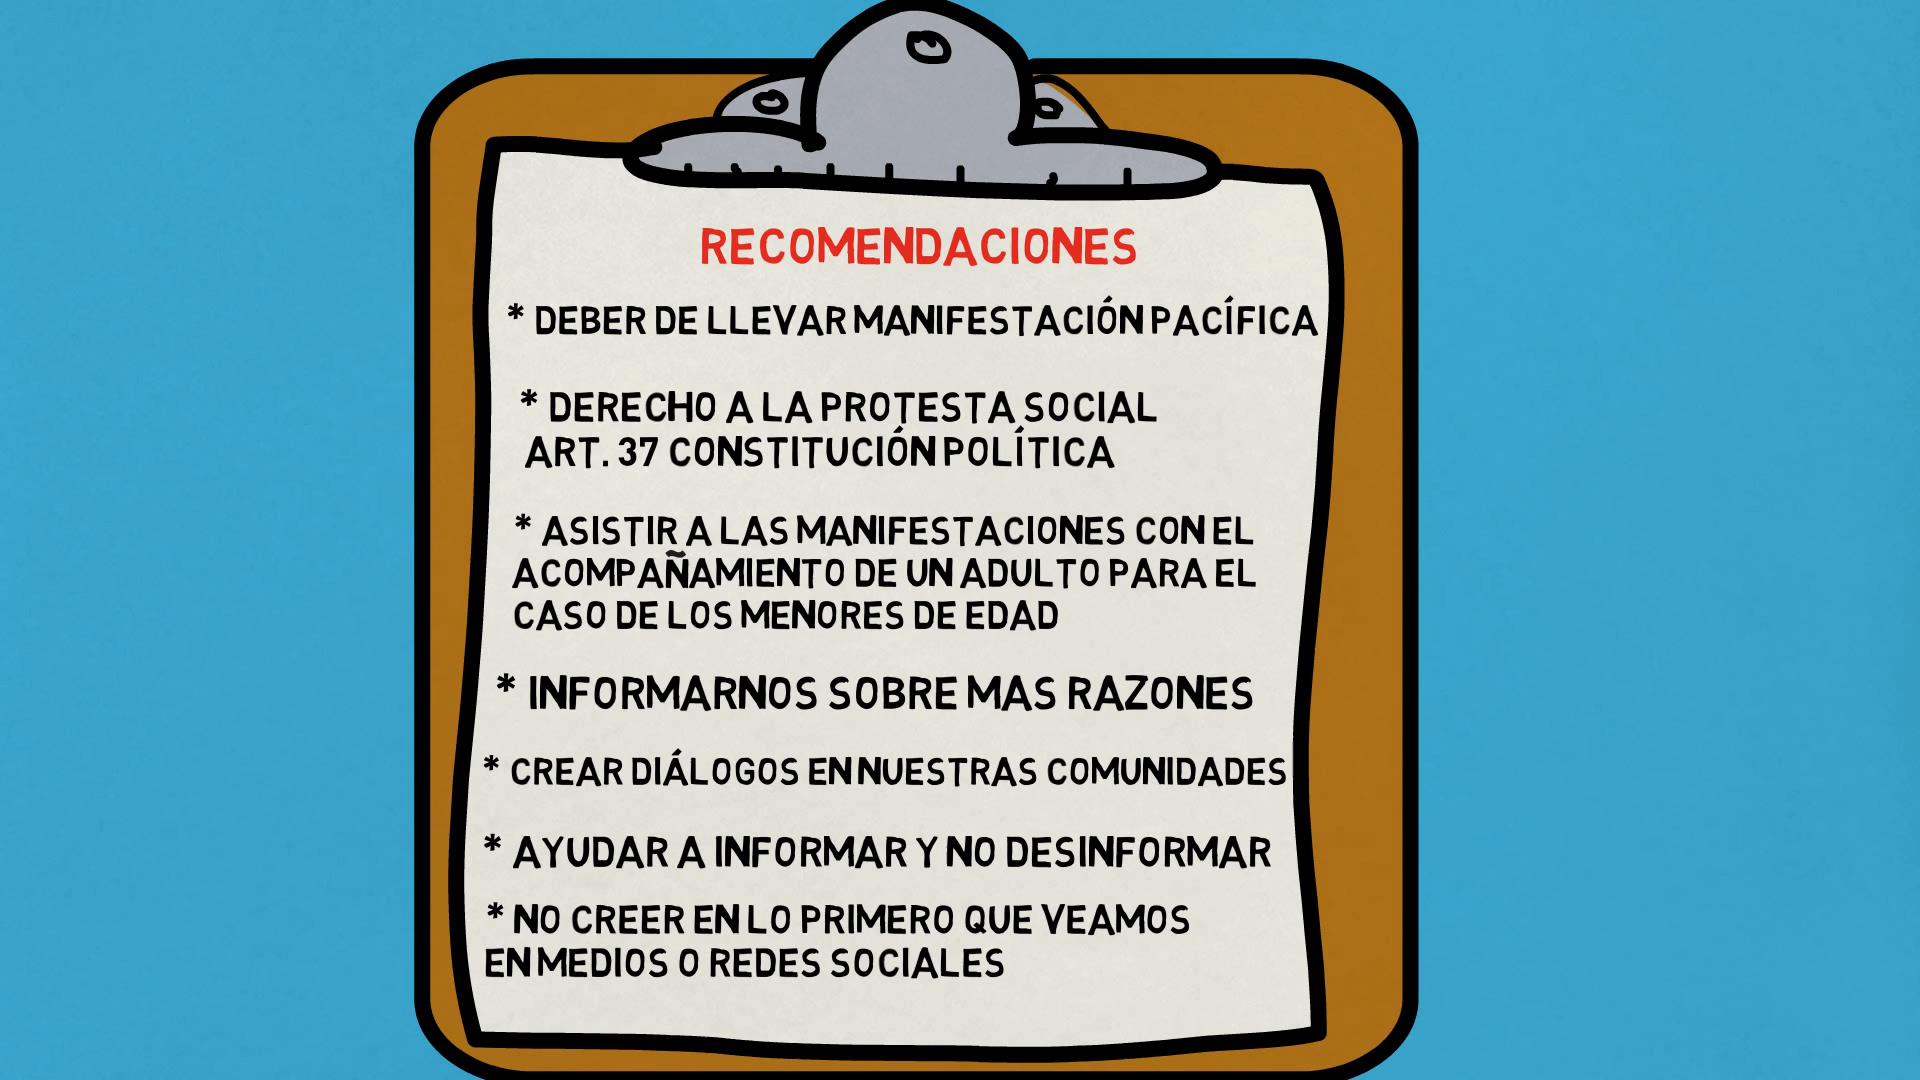 RECOMENDACIONES
* DEBER DE LLEVAR MANIFESTACIÓN PACÍFICA
* DERECHO A LA PROTESTA SOCIAL
ART. 37 CONSTITUCIÓN POLÍTICA
* ASISTIR A LAS MANIFESTACIONES CON EL
ACOMPAÑAMIENTO DE UN ADULTO PARA EL
CASO DE LOS MENORES DE EDAD
* INFORMARNOS SOBRE MAS RAZONES
* CREAR DIÁLOGOS EN NUESTRAS COMUNIDADES
* AYUDAR A INFORMAR Y NO DESINFORMAR
* NO CREER EN LO PRIMERO QUE VEAMOS
EN MEDIOS O REDES SOCIALES